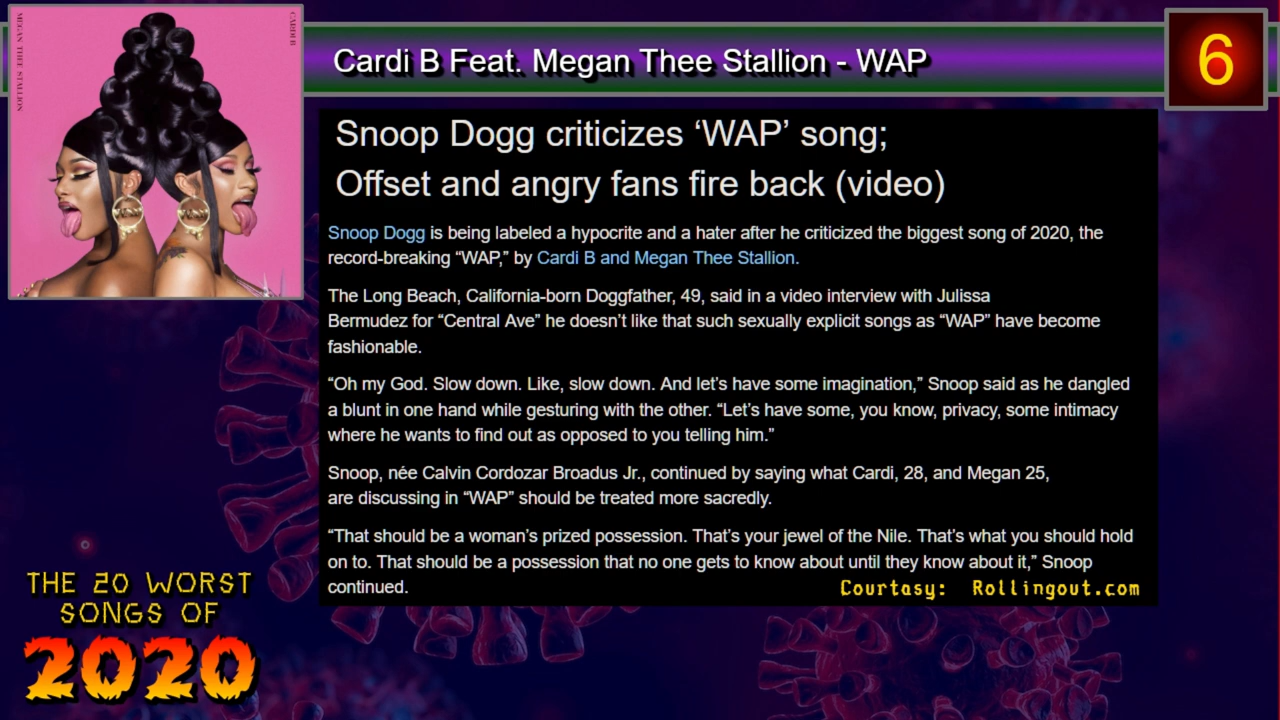 MEGAN THEE STALLION
CARDI B
Cardi B Feat. Megan Thee Stallion - WAP
6
Snoop Dogg criticizes ‘WAP’ song;
Offset and angry fans fire back (video)
Snoop Dogg is being labeled a hypocrite and a hater after he criticized the biggest song of 2020, the
record-breaking “WAP,” by Cardi B and Megan Thee Stallion.
The Long Beach, California-born Doggfather, 49, said in a video interview with Julissa
Bermudez for “Central Ave” he doesn’t like that such sexually explicit songs as “WAP” have become
fashionable.
“Oh my God. Slow down. Like, slow down. And let’s have some imagination,” Snoop said as he dangled
a blunt in one hand while gesturing with the other. “Let’s have some, you know, privacy, some intimacy
where he wants to find out as opposed to you telling him.”
Snoop, née Calvin Cordozar Broadus Jr., continued by saying what Cardi, 28, and Megan 25,
are discussing in “WAP” should be treated more sacredly.
“That should be a woman’s prized possession. That’s your jewel of the Nile. That’s what you should hold
on to. That should be a possession that no one gets to know about until they know about it,” Snoop
continued.
Courtasy: Rollingout.com
THE 20 WORST
SONGS OF
2020